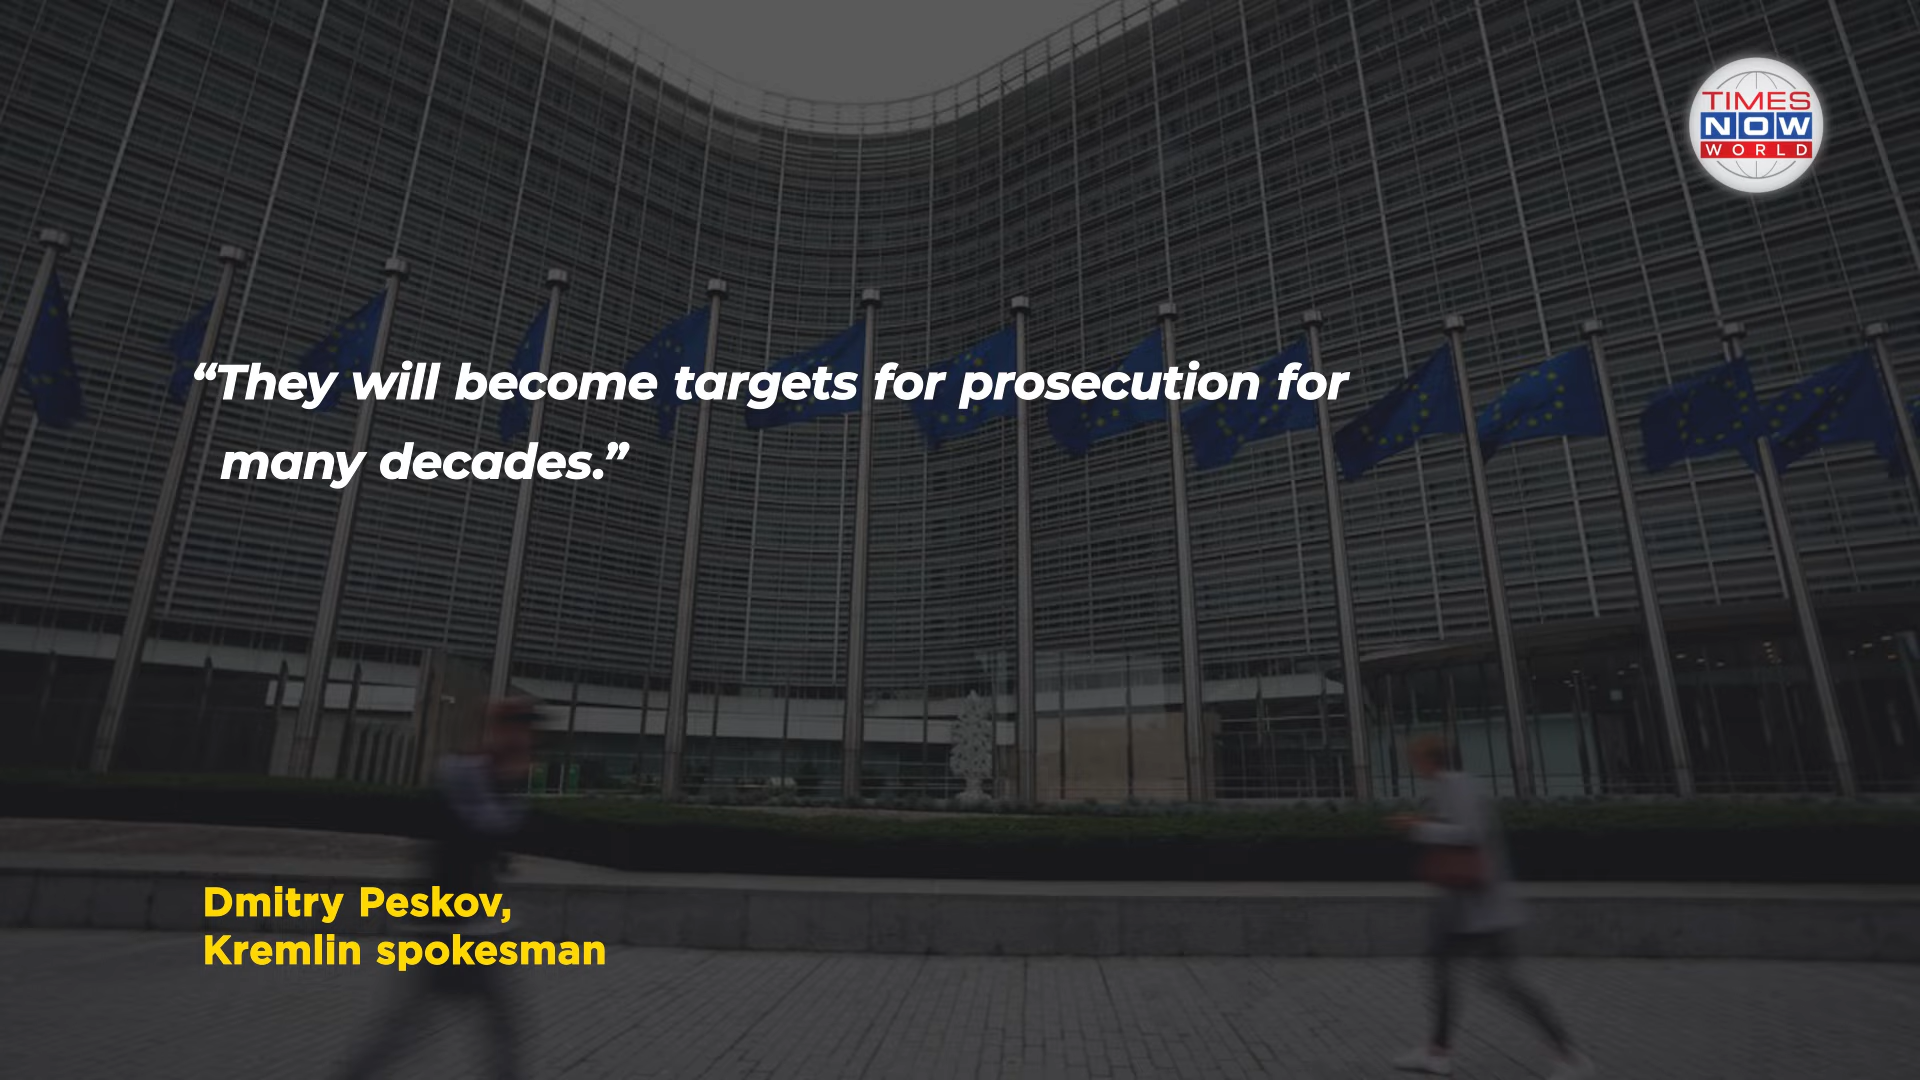 TIMES
NOW
WORLD
“They will become targets for prosecution for
many decades.”
Dmitry Peskov,
Kremlin spokesman